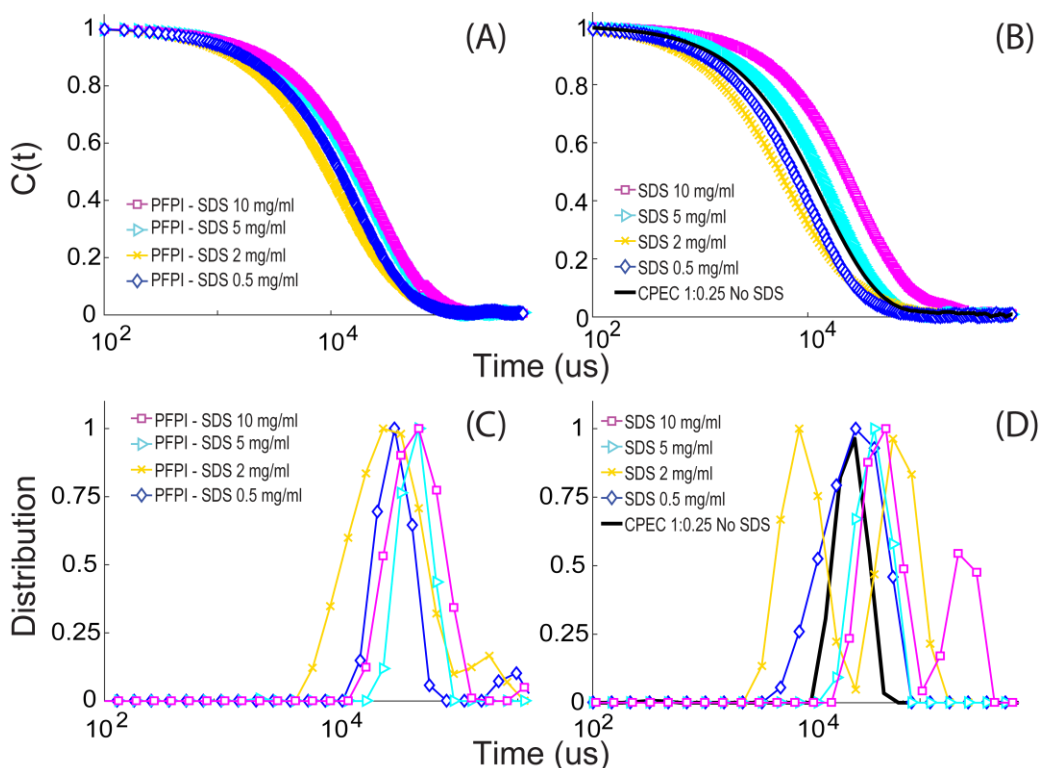 (A)
C(t)
1
0.8
0.6
0.4
0.2
0
PFPI - SDS 10 mg/ml
PFPI - SDS 5 mg/ml
PFPI - SDS 2 mg/ml
PFPI - SDS 0.5 mg/ml
10^2
10^4
(B)
1
0.8
0.6
0.4
0.2
0
SDS 10 mg/ml
SDS 5 mg/ml
SDS 2 mg/ml
SDS 0.5 mg/ml
CPEC 1:0.25 No SDS
10^2
10^4
Time (us)
(C)
Distribution
1
0.75
0.5
0.25
0
PFPI - SDS 10 mg/ml
PFPI - SDS 5 mg/ml
PFPI - SDS 2 mg/ml
PFPI - SDS 0.5 mg/ml
10^2
10^4
(D)
1
0.75
0.5
0.25
0
SDS 10 mg/ml
SDS 5 mg/ml
SDS 2 mg/ml
SDS 0.5 mg/ml
CPEC 1:0.25 No SDS
10^2
10^4
Time (us)